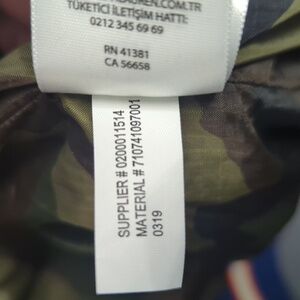 TÜKETİCİ İLETİŞİM HATTI:
0212 345 69 69
RN 41381
CA 56658
SUPPLIER # 0200011514
MATERIAL # 710741097001
0319